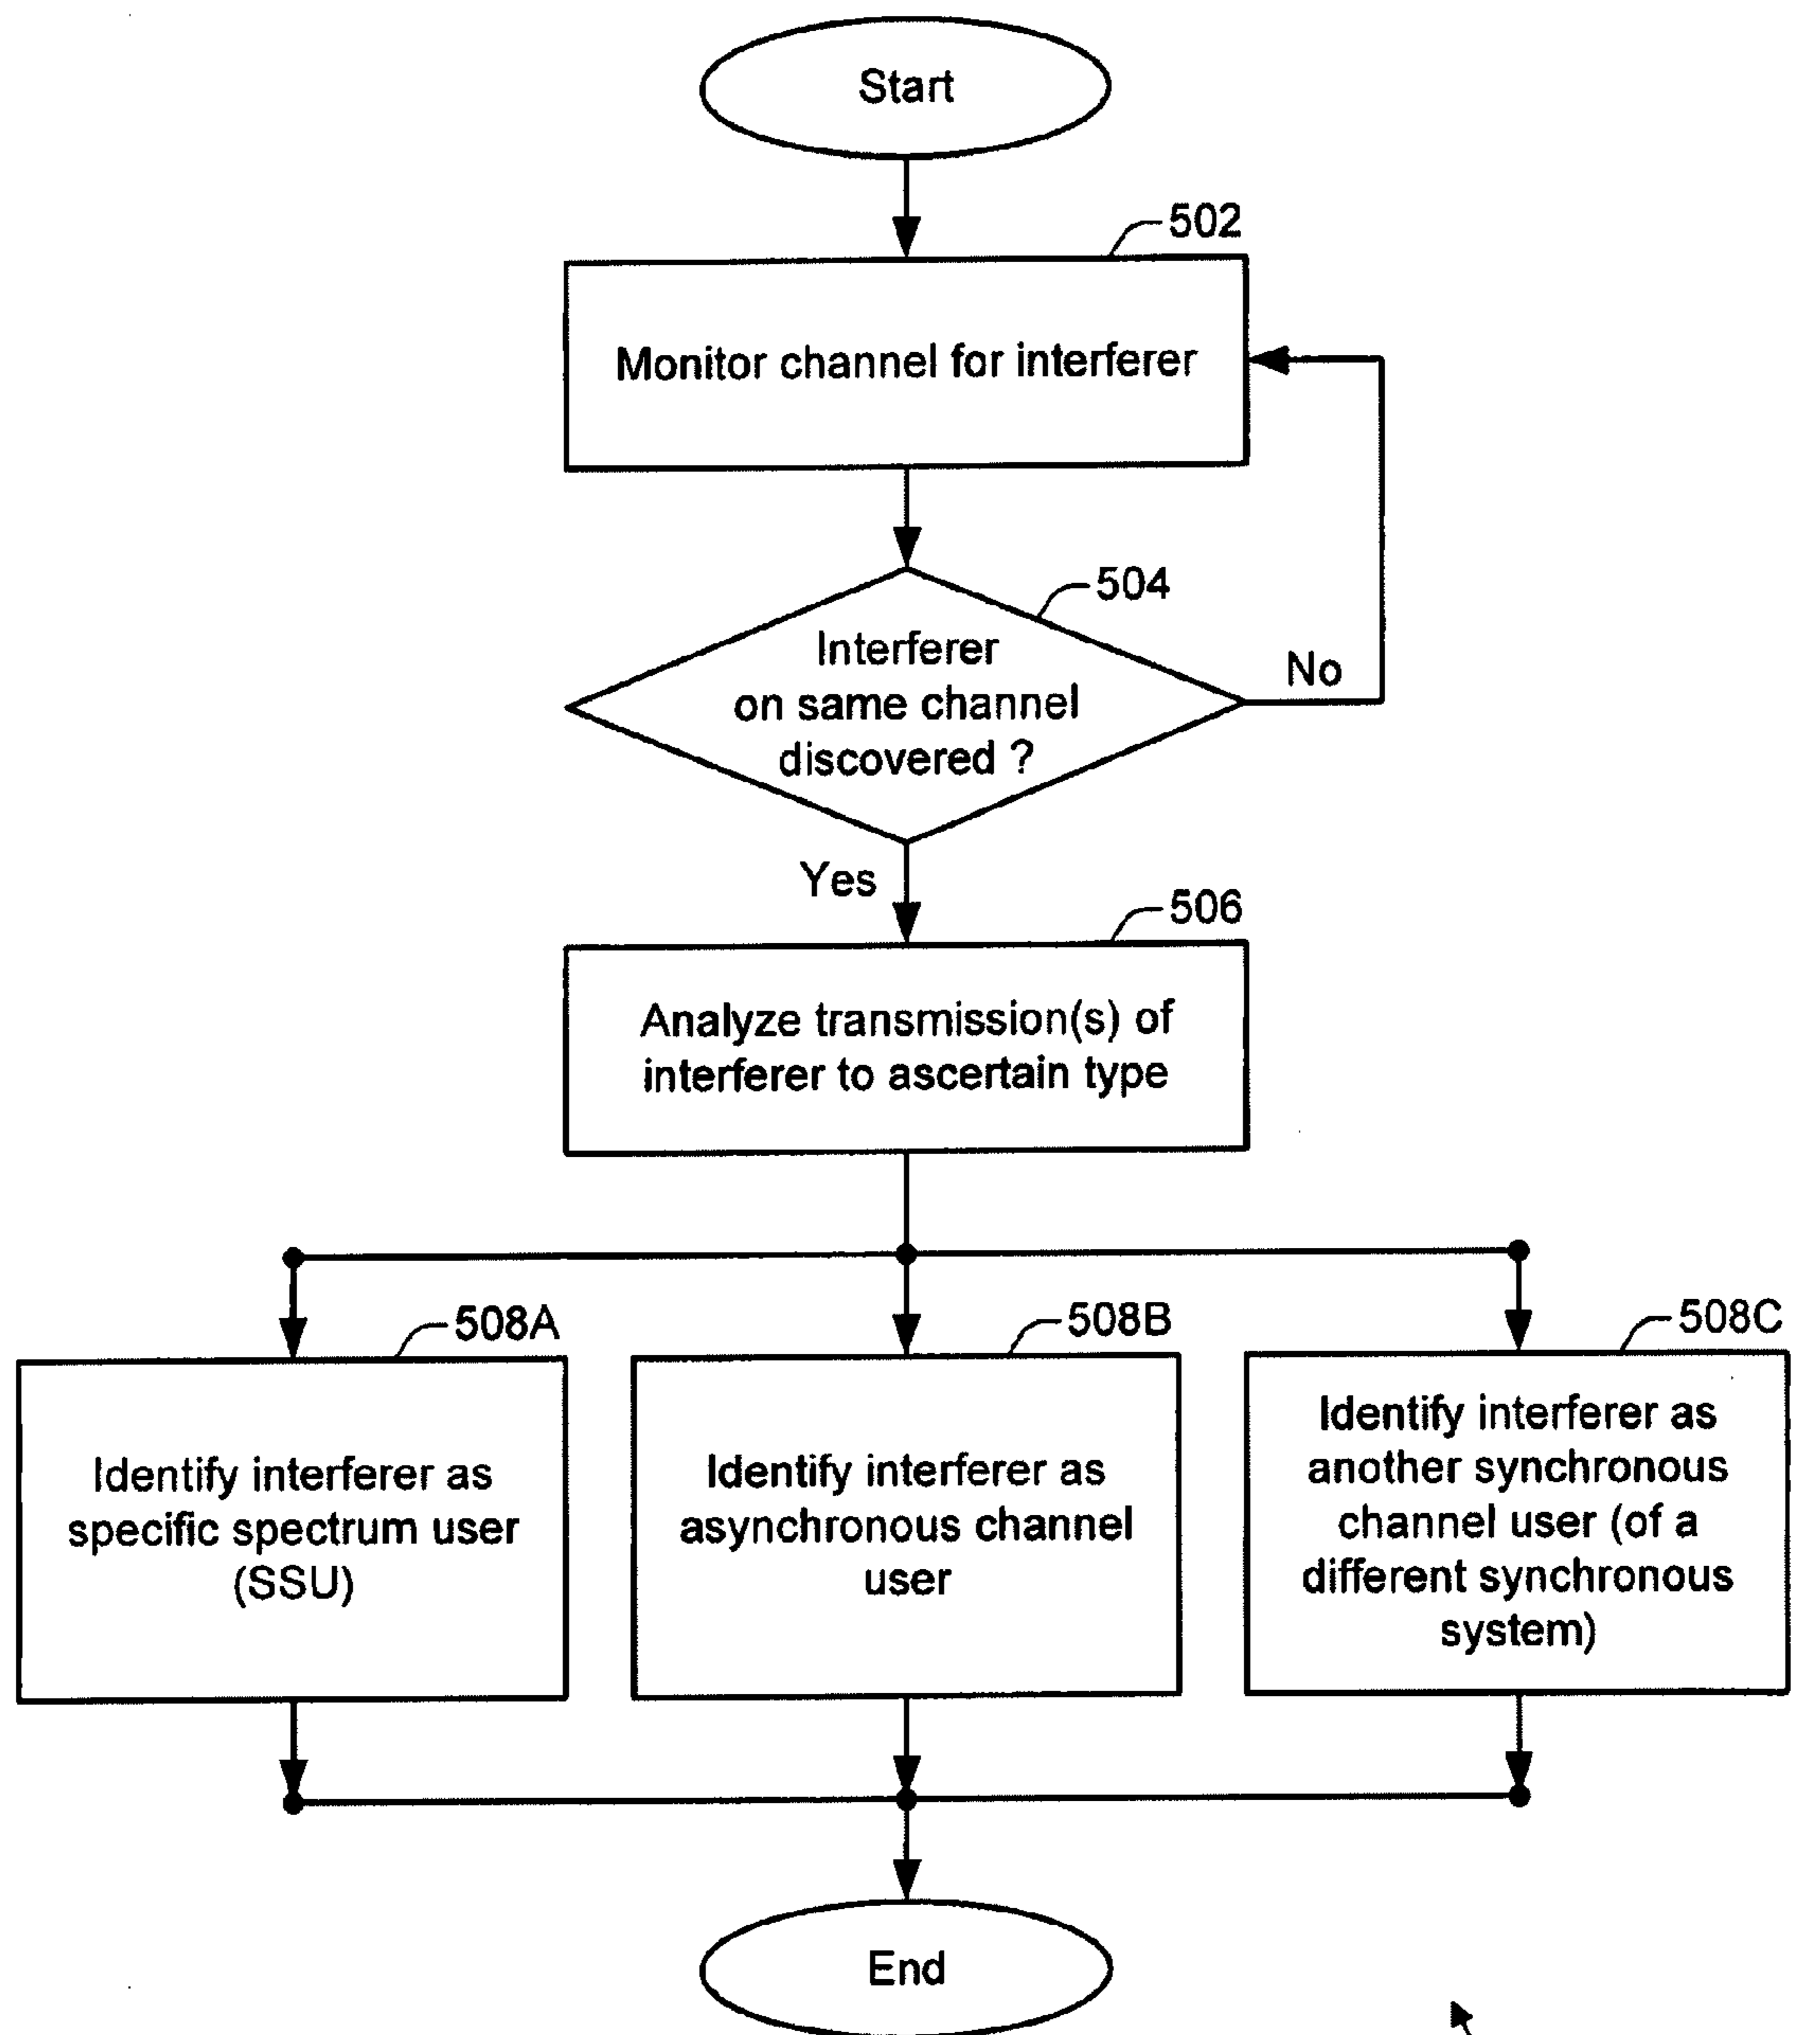 Start
502
Monitor channel for interferer
504
Interferer
on same channel
discovered ?
No
Yes
506
Analyze transmission(s) of
interferer to ascertain type
508A
508B
508C
Identify interferer as
specific spectrum user
(SSU)
Identify interferer as
asynchronous channel
user
Identify interferer as
another synchronous
channel user (of a
different synchronous
system)
End